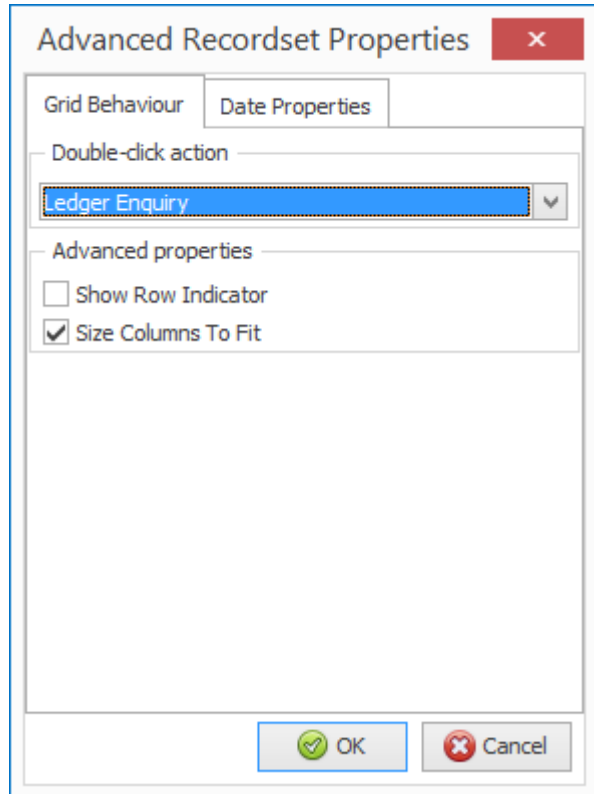 Advanced Recordset Properties
Grid Behaviour Date Properties
Double-click action
Ledger Enquiry
Advanced properties
Show Row Indicator
Size Columns To Fit
OK Cancel